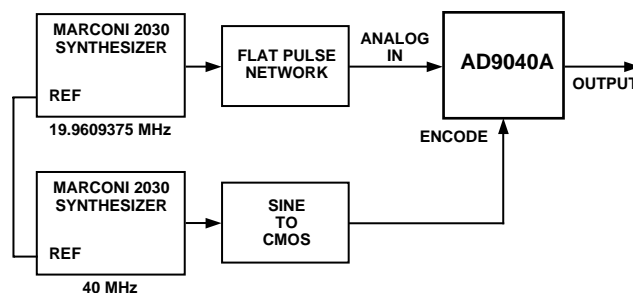 MARCONI 2030
SYNTHESIZER
REF
19.9609375 MHz
FLAT PULSE
NETWORK
ANALOG
IN
AD9040A
OUTPUT
ENCODE
MARCONI 2030
SYNTHESIZER
REF
40 MHz
SINE
TO
CMOS